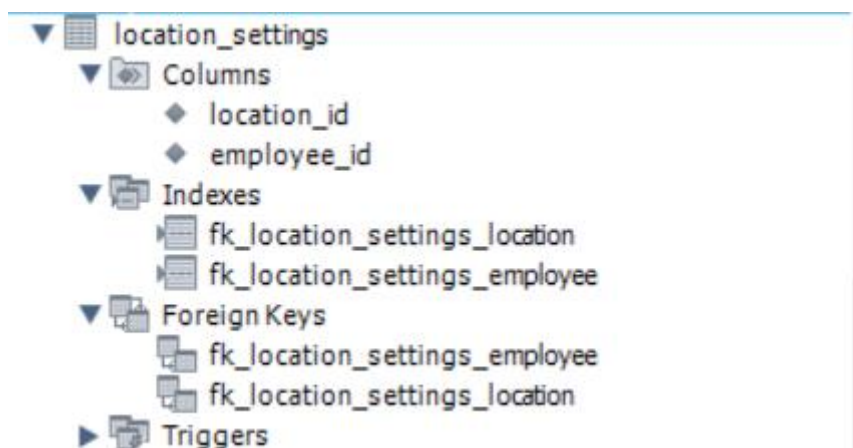 location_settings
Columns
location_id
employee_id
Indexes
fk_location_settings_location
fk_location_settings_employee
Foreign Keys
fk_location_settings_employee
fk_location_settings_location
Triggers